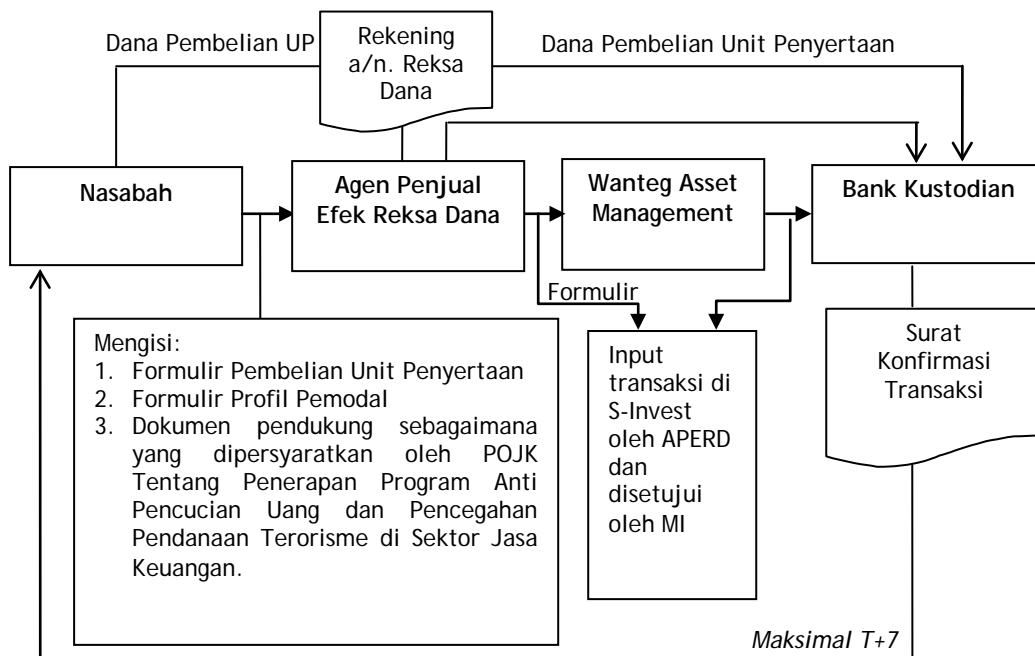 Dana Pembelian UP
Rekening
a/n. Reksa
Dana
Dana Pembelian Unit Penyertaan
Nasabah
Agen Penjual
Efek Reksa Dana
Wanteg Asset
Management
Bank Kustodian
Formulir
Mengisi:
1. Formulir Pembelian Unit Penyertaan
2. Formulir Profil Pemodal
3. Dokumen pendukung sebagaimana
yang dipersyaratkan oleh POJK
Tentang Penerapan Program Anti
Pencucian Uang dan Pencegahan
Pendanaan Terorisme di Sektor Jasa
Keuangan.
Input
transaksi di
S-Invest
oleh APERD
dan
disetujui
oleh MI
Surat
Konfirmasi
Transaksi
Maksimal T+7